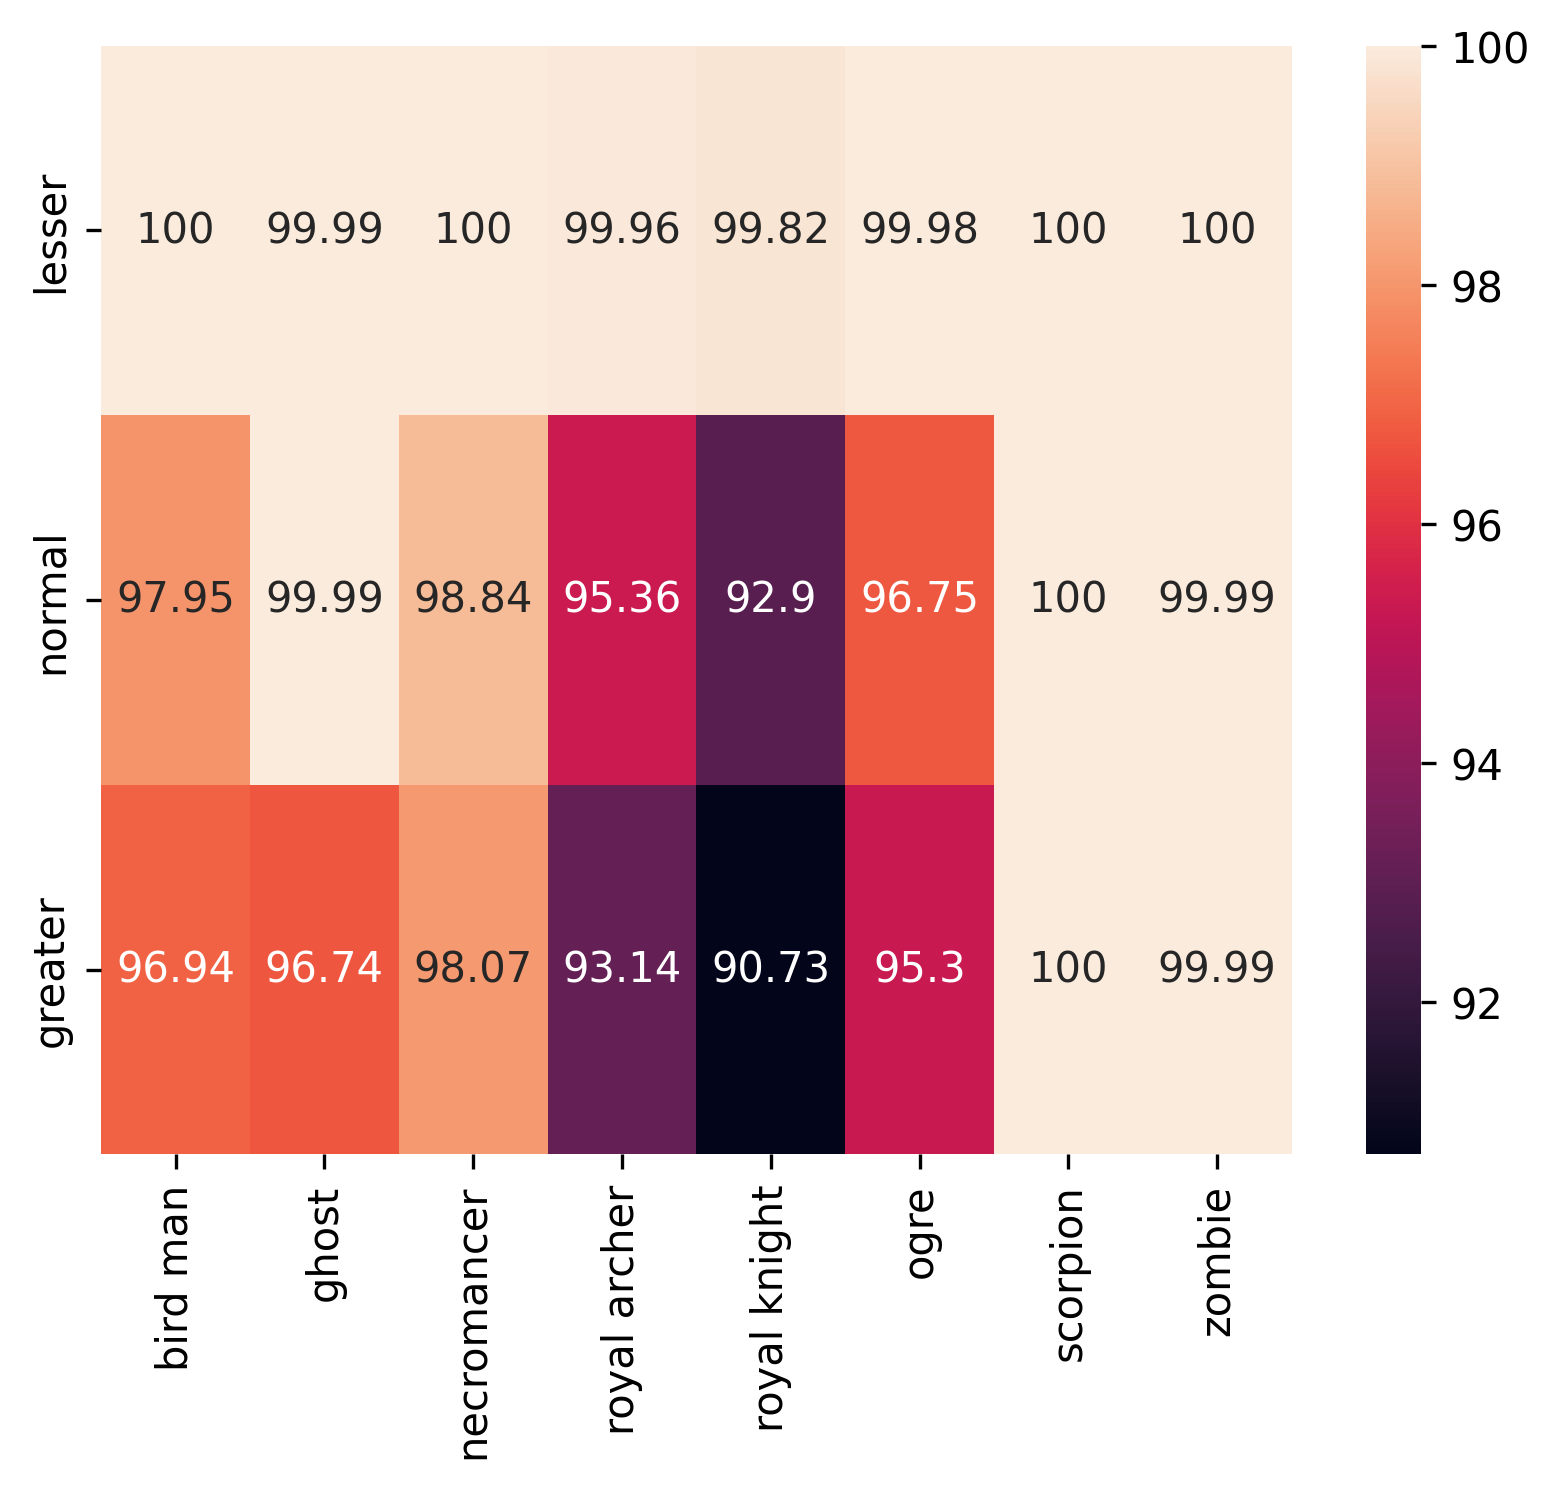 100
lesser 100 99.99 100 99.96 99.82 99.98 100 100
98
96
normal 97.95 99.99 98.84 95.36 92.9 96.75 100 99.99
94
greater 96.94 96.74 98.07 93.14 90.73 95.3 100 99.99
92
bird man
ghost
necromancer
royal archer
royal knight
ogre
scorpion
zombie